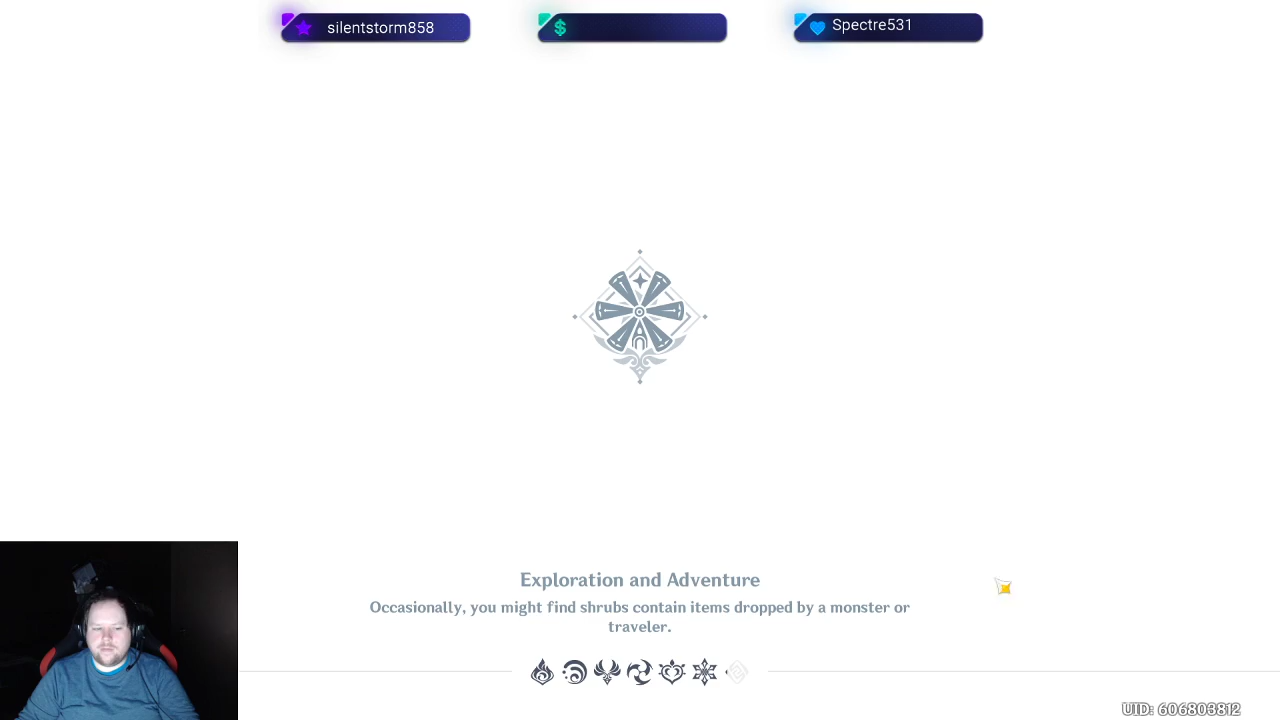 silentstorm858
$
Spectre531
Exploration and Adventure
Occasionally, you might find shrubs contain items dropped by a monster or
traveler.
UID: 606803812